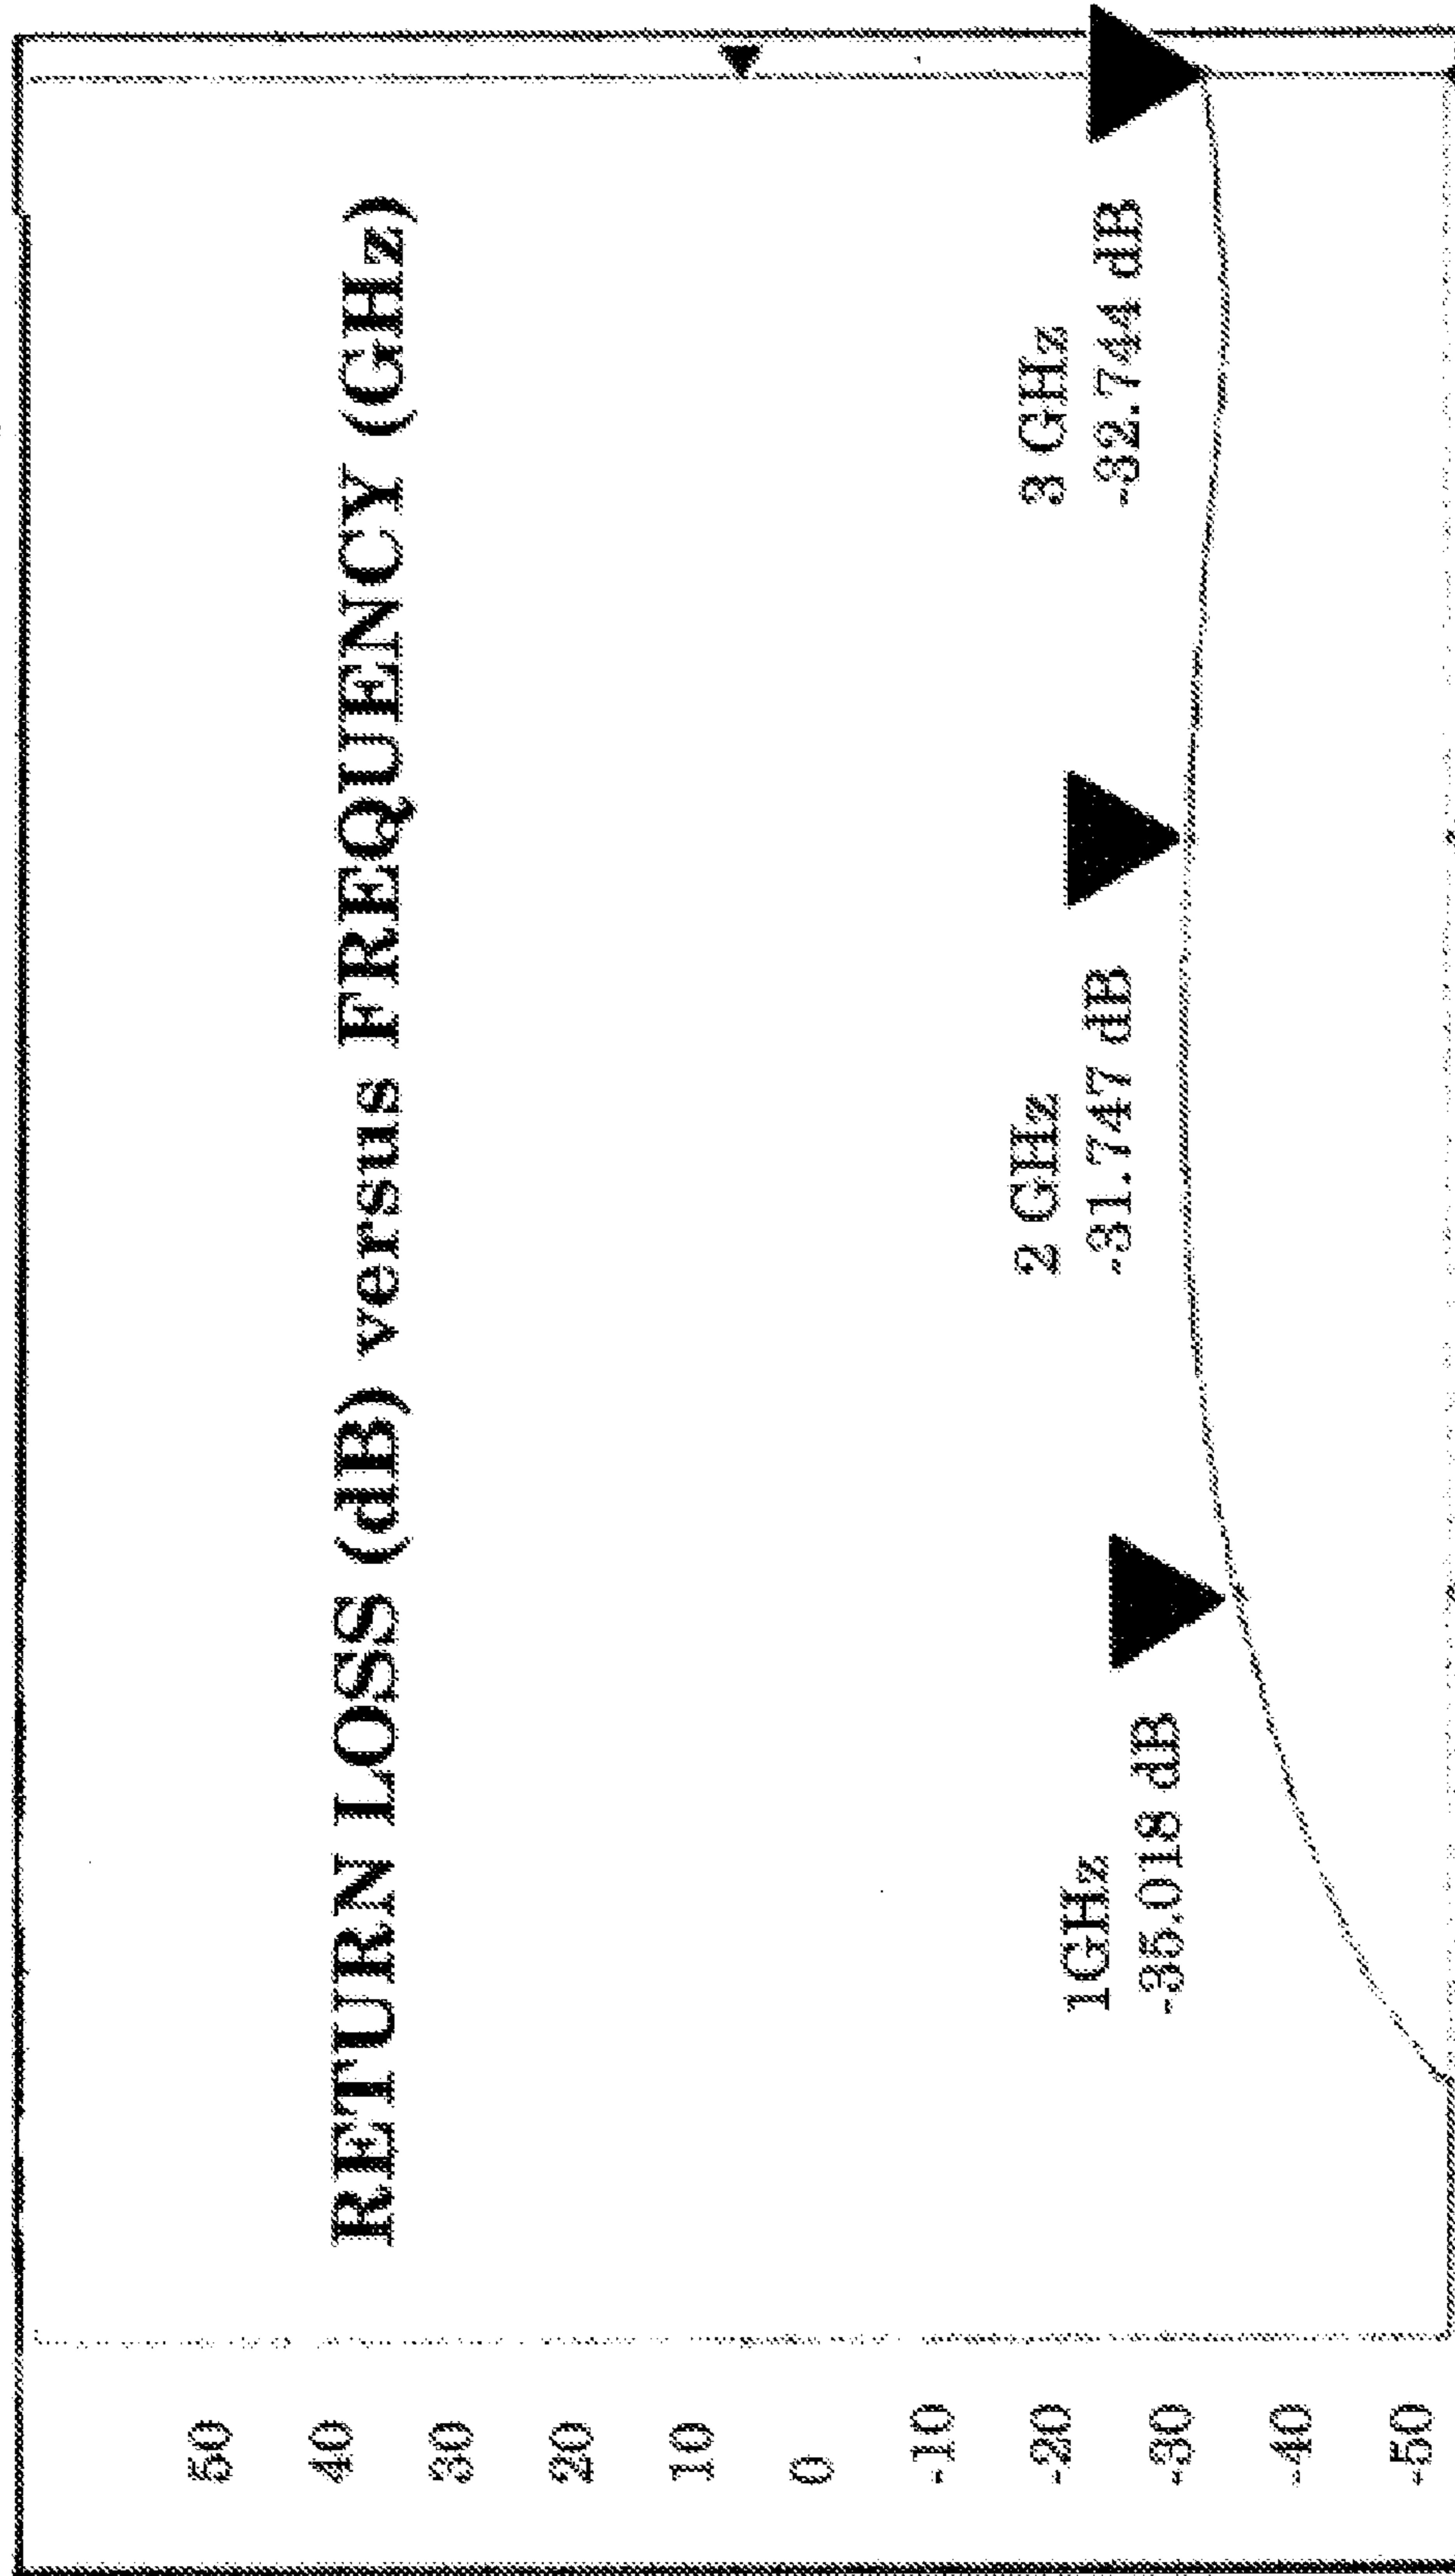 RETURN LOSS (dB) versus FREQUENCY (GHz)
50
40
30
20
10
0
-10
-20
-30
-40
-50
1GHz
-35.018 dB
2 GHz
-31.747 dB
3 GHz
-32.744 dB